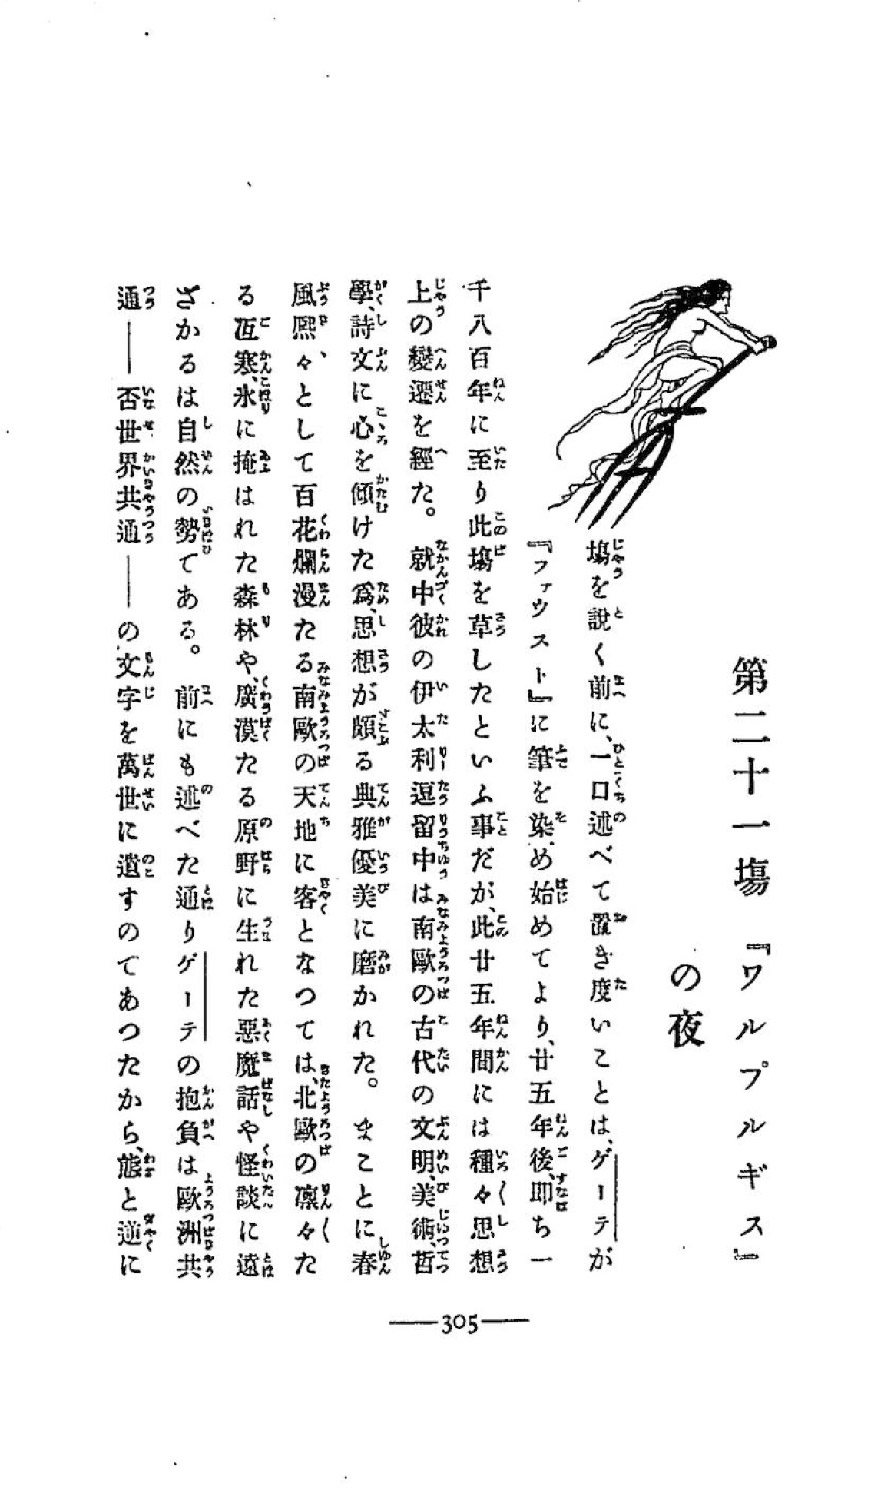 第二十一塲 『ワルプルギス』
の夜
塲を説く前に、一口述べて置き度いことは、ゲーテが
『ファウスト』に筆を染め始めてより、廿五年後、即ち一
千八百年に至り此塲を草したといふ事だが、此廿五年間には種々思想
上の變遷を經た。就中彼の伊太利逗留中は南歐の古代の文明、美術、哲
學、詩文に心を傾けた爲、思想が頗る典雅優美に磨かれた。まことに春
風熈々として百花爛漫たる南歐の天地に客となつては、北歐の凛々た
る冱寒、氷に掩はれた森林や、廣漠たる原野に生れた惡魔話や怪談に遠
ざかるは自然の勢である。前にも述べた通りゲーテの抱負は歐洲共
通――否世界共通――の文字を萬世に遺すのであつたから、態と逆に
305